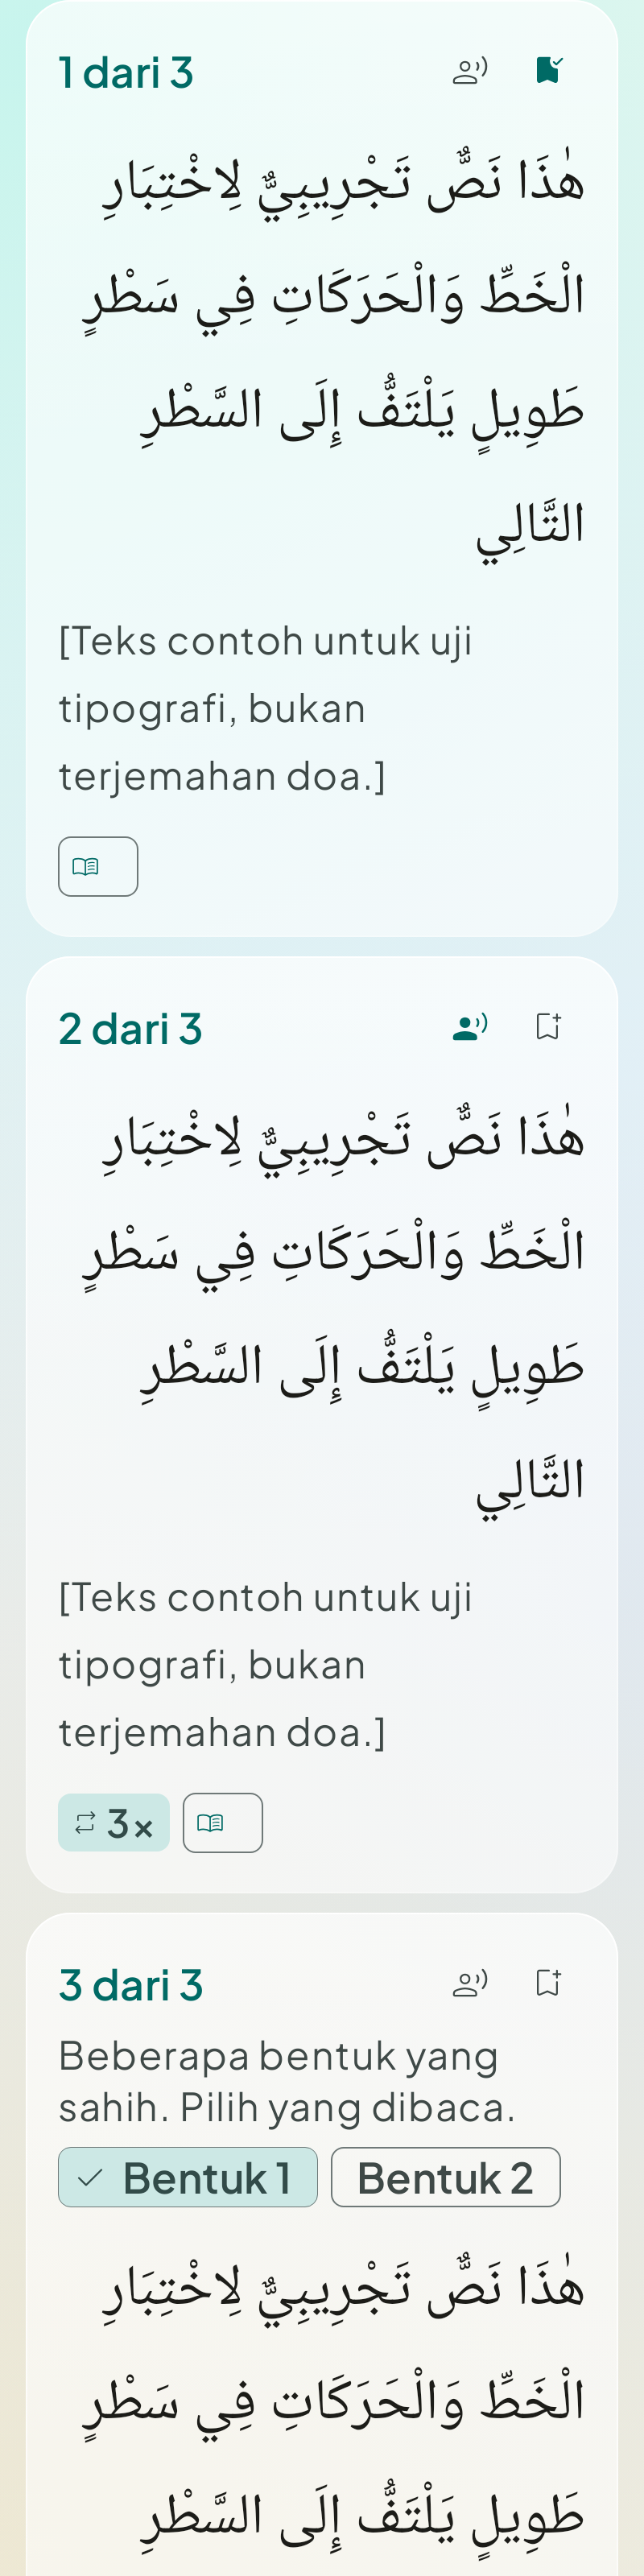 1 dari 3
هٰذَا نَصٌّ تَجْرِيبِيٌّ لِاخْتِبَارِ
الْخَطِّ وَالْحَرَكَاتِ فِي سَطْرٍ
طَوِيلٍ يَلْتَفُّ إِلَى السَّطْرِ
التَّالِي
[Teks contoh untuk uji
tipografi, bukan
terjemahan doa.]
2 dari 3
هٰذَا نَصٌّ تَجْرِيبِيٌّ لِاخْتِبَارِ
الْخَطِّ وَالْحَرَكَاتِ فِي سَطْرٍ
طَوِيلٍ يَلْتَفُّ إِلَى السَّطْرِ
التَّالِي
[Teks contoh untuk uji
tipografi, bukan
terjemahan doa.]
3×
3 dari 3
Beberapa bentuk yang
sahih. Pilih yang dibaca.
Bentuk 1 Bentuk 2
هٰذَا نَصٌّ تَجْرِيبِيٌّ لِاخْتِبَارِ
الْخَطِّ وَالْحَرَكَاتِ فِي سَطْرٍ
طَوِيلٍ يَلْتَفُّ إِلَى السَّطْرِ